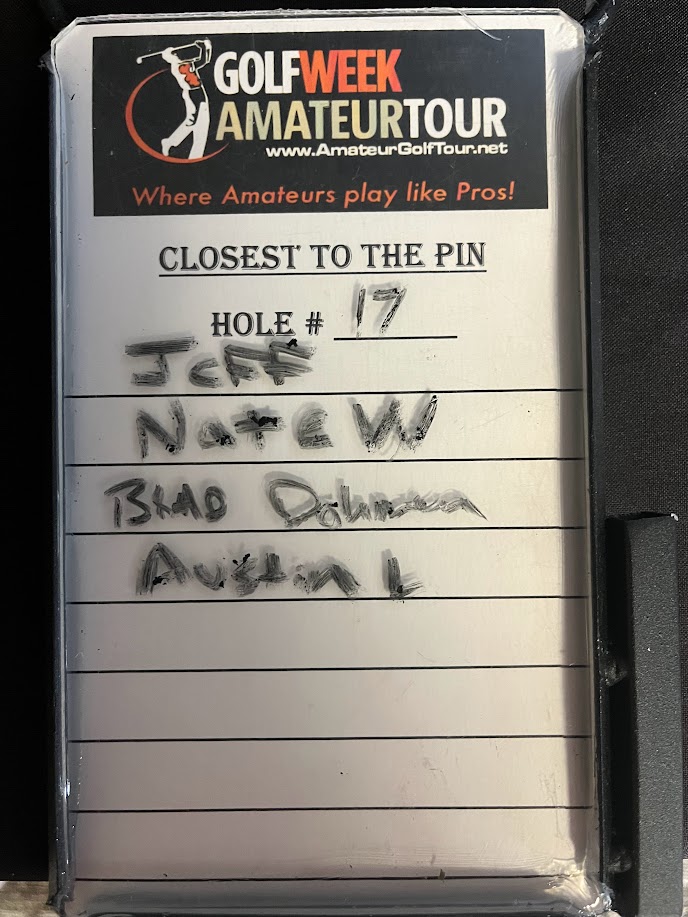 GOLFWEEK
AMATEURTOUR
www.AmateurGolfTour.net
Where Amateurs play like Pros!
CLOSEST TO THE PIN
HOLE # 17
Jeff
Nate W
BRAD
Austin L